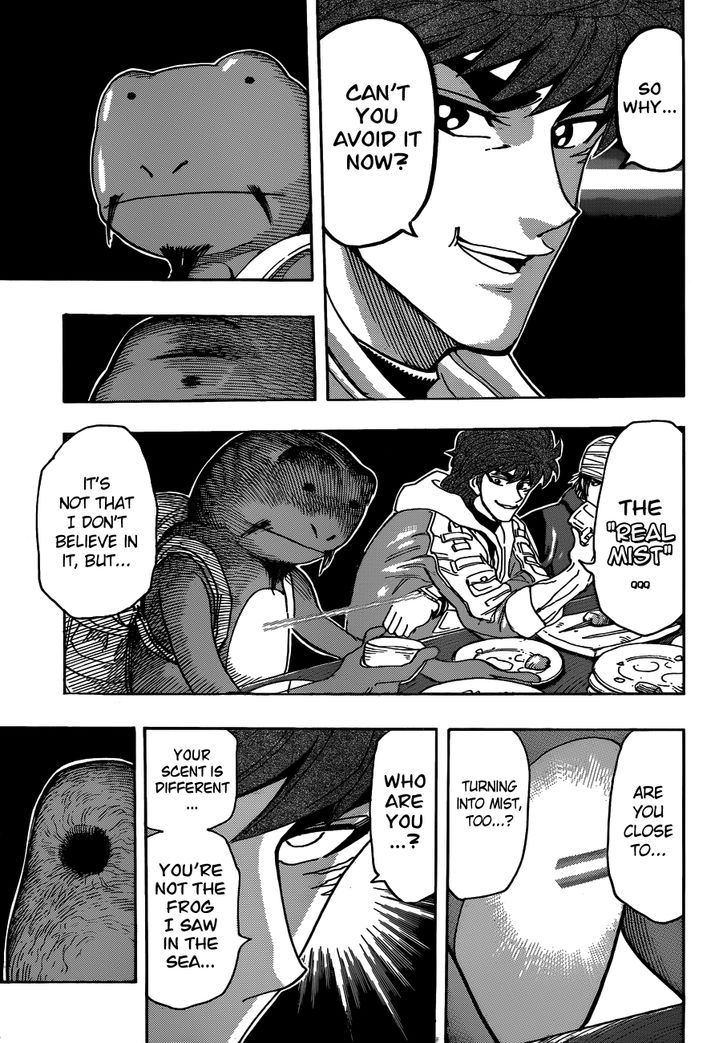 SO
WHY...
CAN'T
YOU
AVOID IT
NOW?
THE
"REAL
MIST"
...
IT'S
NOT THAT
I DON'T
BELIEVE IN
IT, BUT...
ARE
YOU
CLOSE
TO...
TURNING
INTO MIST,
TOO...?
WHO
ARE
YOU
...?
YOUR
SCENT IS
DIFFERENT
...
YOU'RE
NOT THE
FROG
I SAW
IN THE
SEA...